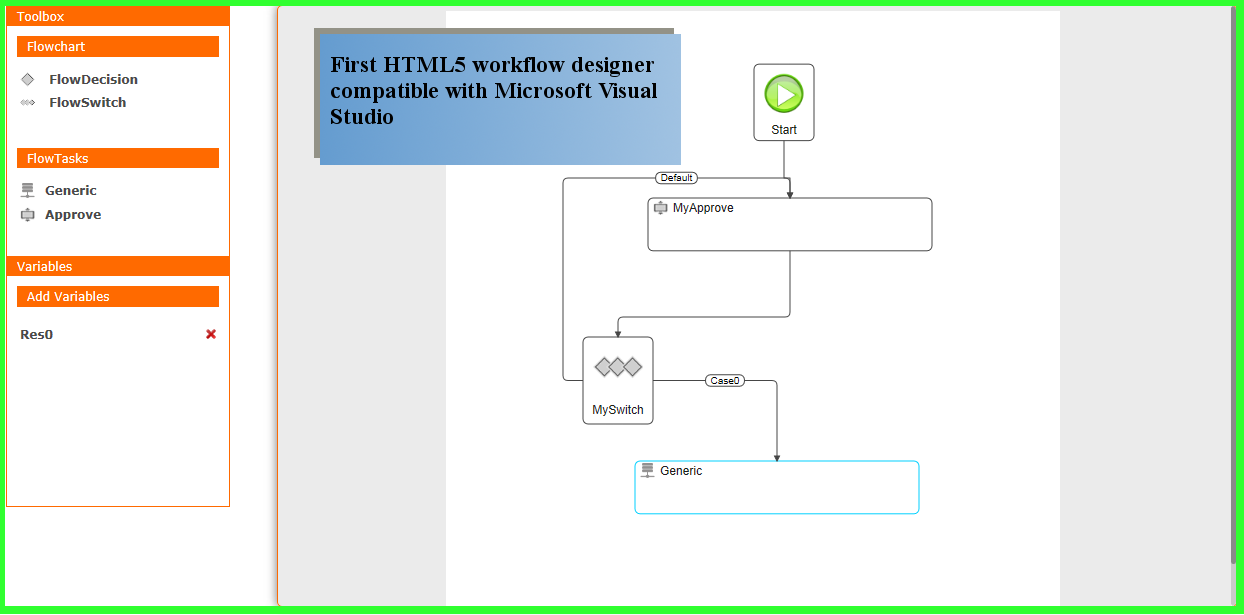 Toolbox
Flowchart
FlowDecision
FlowSwitch
FlowTasks
Generic
Approve
Variables
Add Variables
Res0
First HTML5 workflow designer
compatible with Microsoft Visual
Studio
Start
Default
MyApprove
MySwitch
Case0
Generic